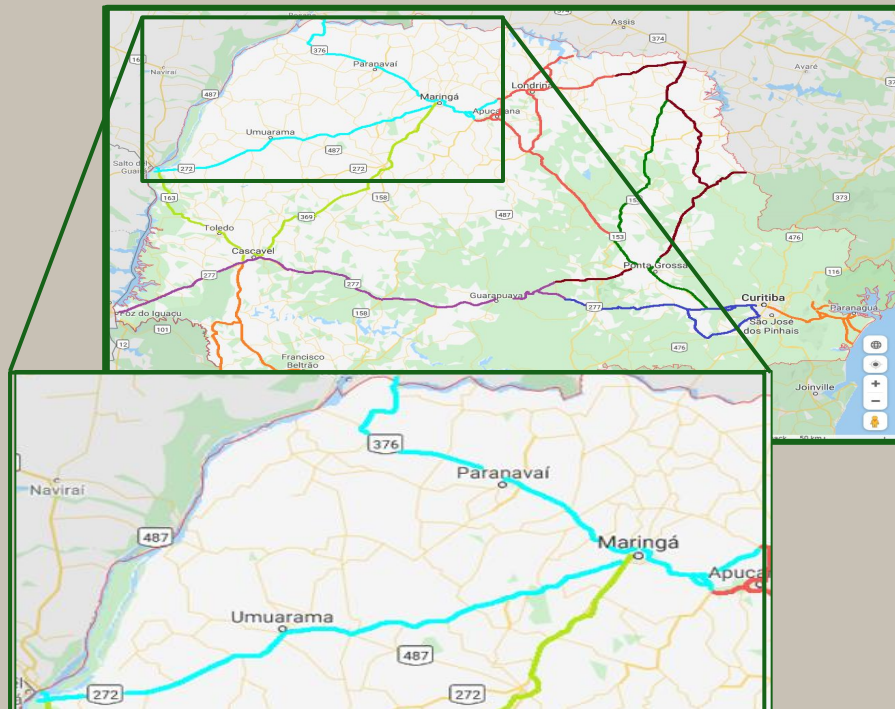 Assis
374
376
Naviraí
Paranavaí
Avaré
487
Londrina
Maringá
Apucarana
Umuarama
487
Salto del
272
272
163
158
373
369
487
Toledo
153
476
Cascavel
Ponta Grossa
116
277
277
Guarapuava
277
Curitiba
Paranaguá
Foz do Iguaçu
158
São José
dos Pinhais
101
12
476
Francisco
Beltrão
Joinville
50 km
376
Paranavaí
Naviraí
487
Maringá
Apuca
Umuarama
487
272
272